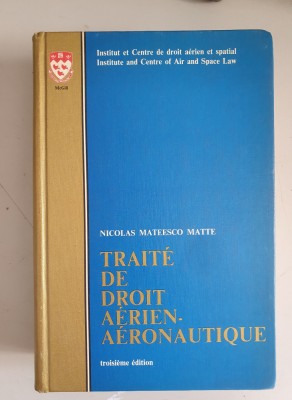 McGill
Institut et Centre de droit aérien et spatial
Institute and Centre of Air and Space Law
NICOLAS MATEESCO MATTE
TRAITÉ
DE
DROIT
AÉRIEN-
AÉRONAUTIQUE
troisième édition